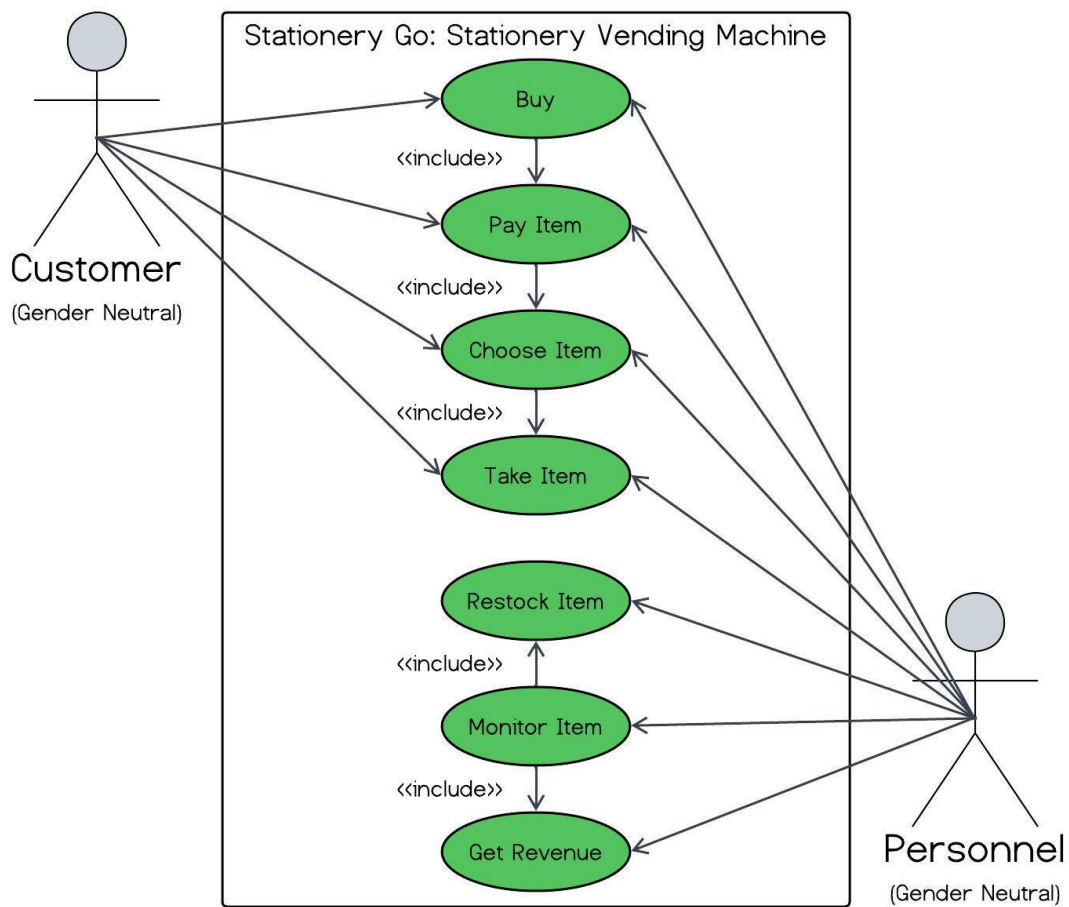 Stationery Go: Stationery Vending Machine
Buy
<<include>>
Pay Item
<<include>>
Customer
(Gender Neutral)
Choose Item
<<include>>
Take Item
Restock Item
<<include>>
Monitor Item
<<include>>
Get Revenue
Personnel
(Gender Neutral)